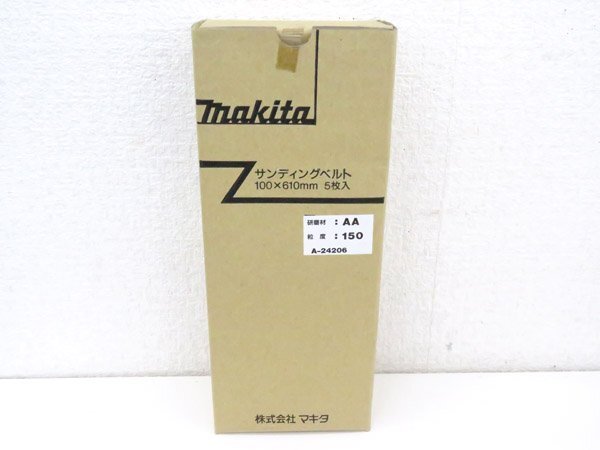 makita
サンディングベルト
100×610mm 5枚入
研磨材 : AA
粒度 : 150
A-24206
株式会社 マキタ